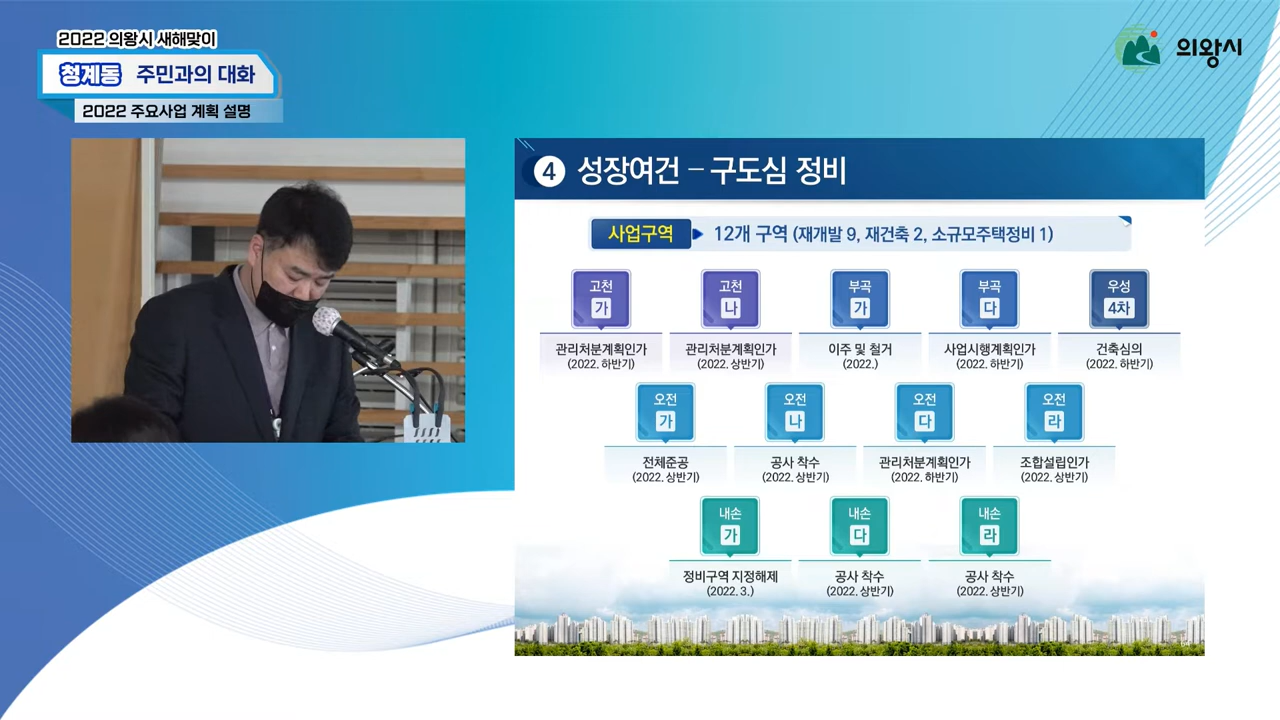 2022 의왕시 새해맞이
청계동 주민과의 대화
2022 주요사업 계획 설명
의왕시
4 성장여건 – 구도심 정비
사업구역 12개 구역 (재개발 9, 재건축 2, 소규모주택정비 1)
고천 가
관리처분계획인가
(2022. 하반기)
고천 나
관리처분계획인가
(2022. 상반기)
부곡 가
이주 및 철거
(2022.)
부곡 다
사업시행계획인가
(2022. 하반기)
우성 4차
건축심의
(2022. 하반기)
오전 가
전체준공
(2022. 상반기)
오전 나
공사 착수
(2022. 상반기)
오전 다
관리처분계획인가
(2022. 하반기)
오전 라
조합설립인가
(2022. 상반기)
내손 가
정비구역 지정해제
(2022. 3.)
내손 다
공사 착수
(2022. 상반기)
내손 라
공사 착수
(2022. 상반기)